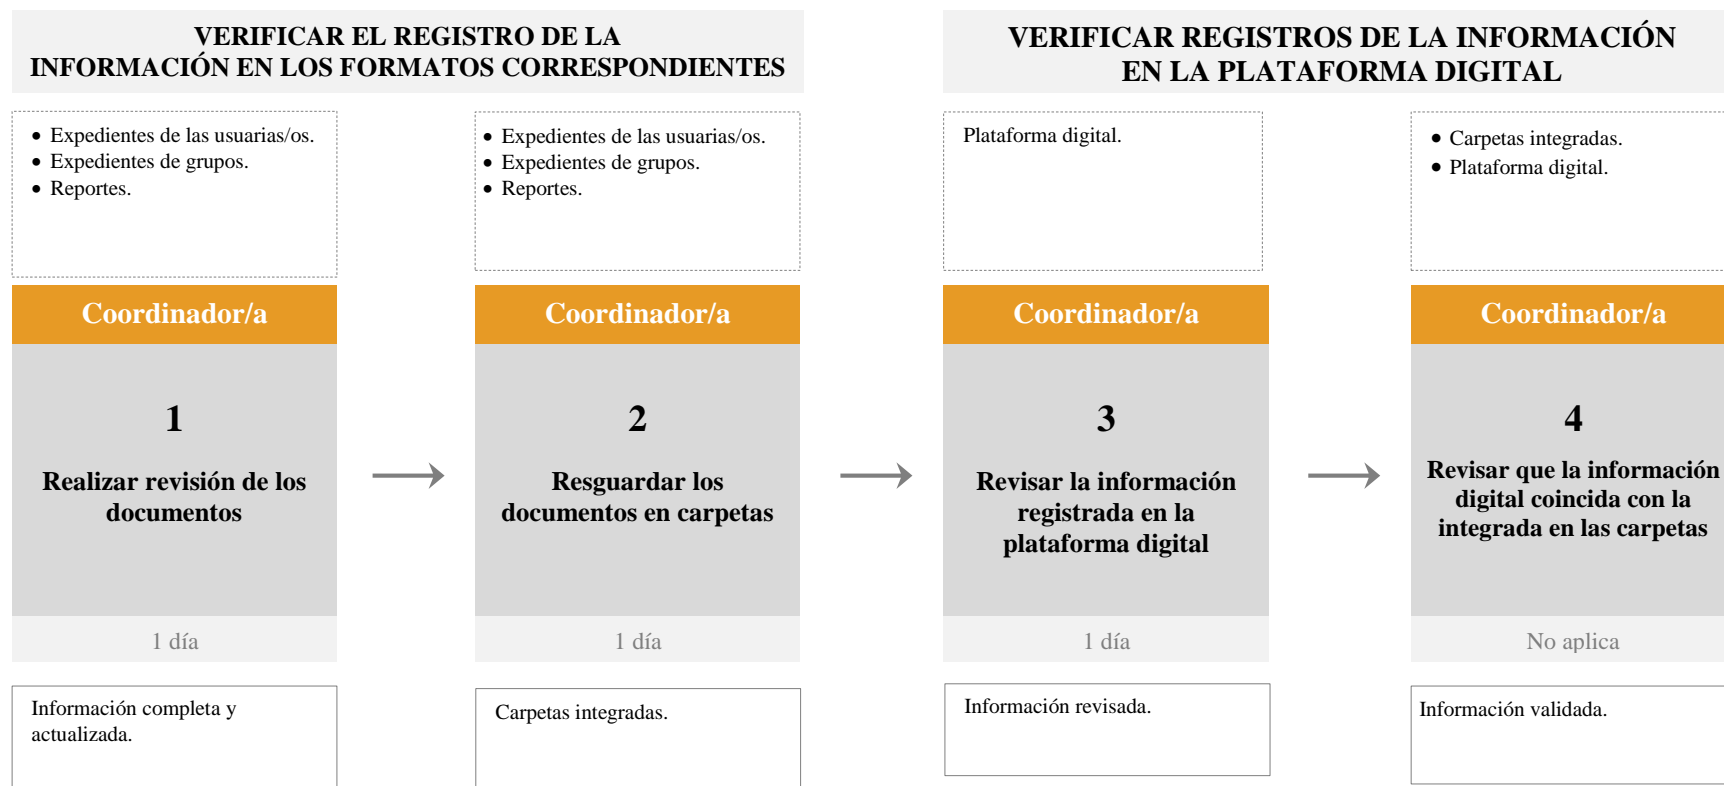 VERIFICAR EL REGISTRO DE LA
INFORMACIÓN EN LOS FORMATOS CORRESPONDIENTES
VERIFICAR REGISTROS DE LA INFORMACIÓN
EN LA PLATAFORMA DIGITAL
• Expedientes de las usuarias/os.
• Expedientes de grupos.
• Reportes.
• Expedientes de las usuarias/os.
• Expedientes de grupos.
• Reportes.
Plataforma digital.
• Carpetas integradas.
• Plataforma digital.
Coordinador/a
1
Realizar revisión de los
documentos
1 día
Coordinador/a
2
Resguardar los
documentos en carpetas
1 día
Coordinador/a
3
Revisar la información
registrada en la
plataforma digital
1 día
Coordinador/a
4
Revisar que la información
digital coincida con la
integrada en las carpetas
No aplica
Información completa y
actualizada.
Carpetas integradas.
Información revisada.
Información validada.